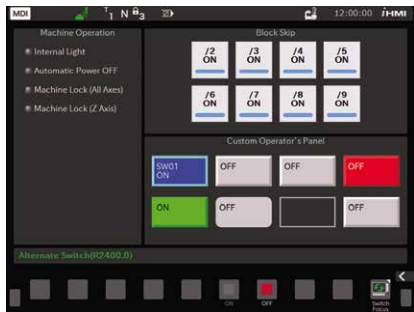 MDI T1 N B3 12:00:00 iHMI
Machine Operation
Internal Light
Automatic Power OFF
Machine Lock (All Axes)
Machine Lock (Z Axis)
Block Skip
/2 ON /3 ON /4 ON /5 ON
/6 ON /7 ON /8 ON /9 ON
Custom Operator's Panel
SW01 ON OFF OFF OFF
ON OFF OFF
Alternate Switch(R2400.0)
ON OFF Switch Focus